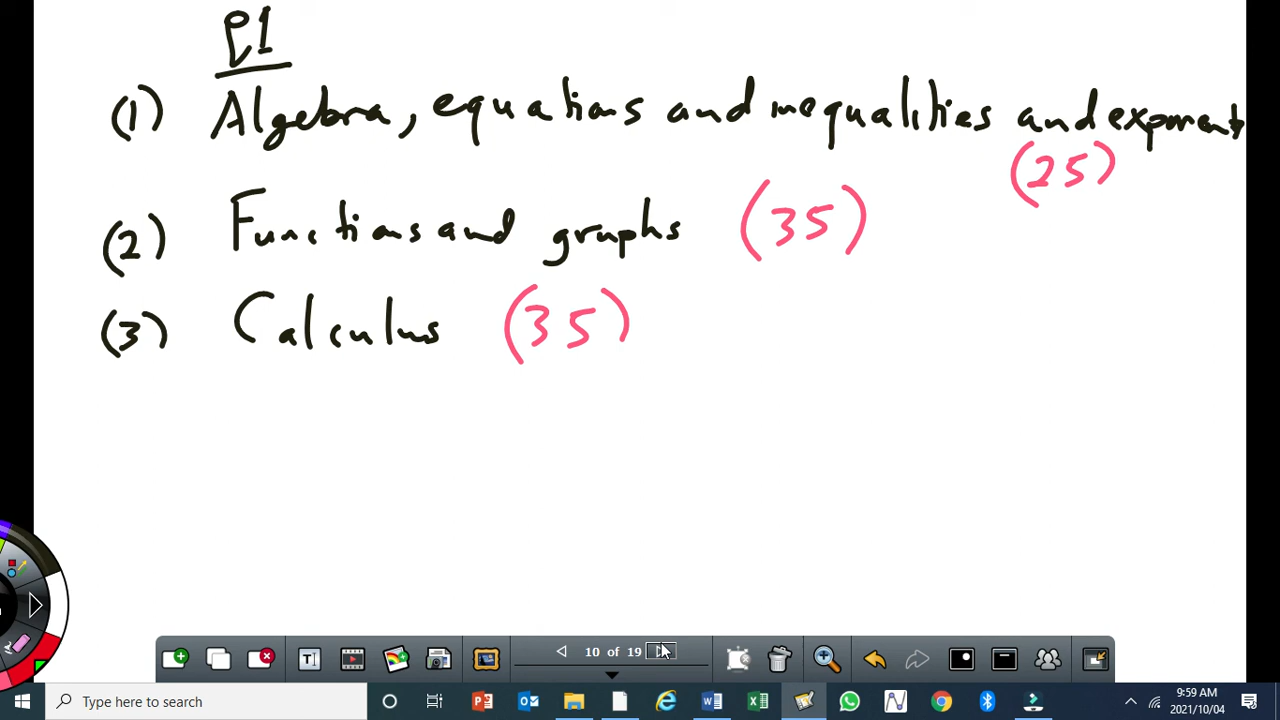 P1
(1) Algebra, equations and inequalities and exponents
(25)
(2) Functions and graphs (35)
(3) Calculus (35)
10 of 19
Type here to search
9:59 AM
2021/10/04